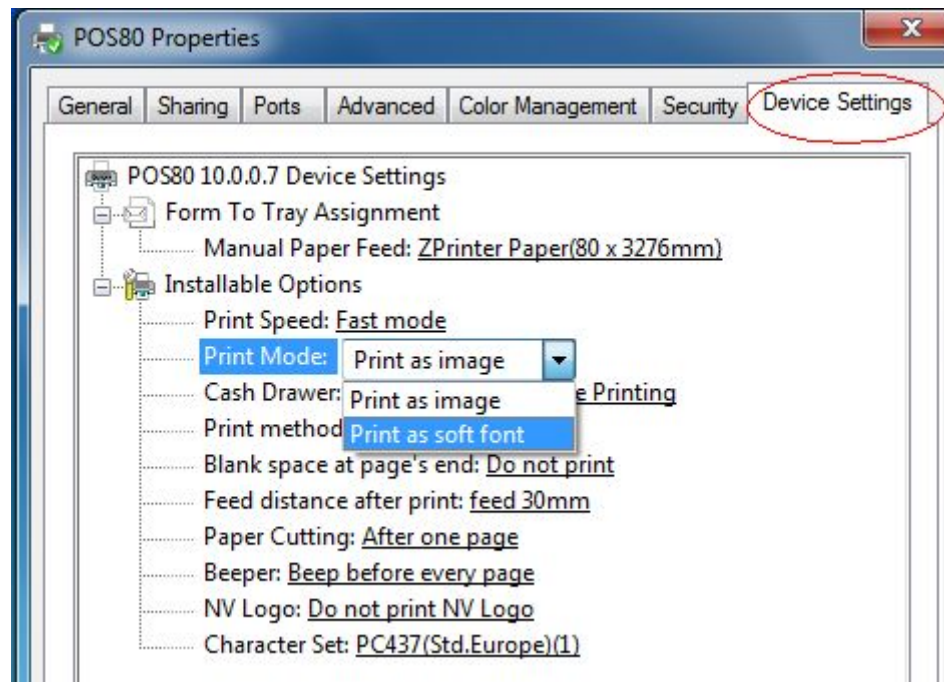 POS80 Properties
General Sharing Ports Advanced Color Management Security Device Settings
POS80 10.0.0.7 Device Settings
Form To Tray Assignment
Manual Paper Feed: ZPrinter Paper(80 x 3276mm)
Installable Options
Print Speed: Fast mode
Print Mode: Print as image
Cash Drawer: Print as image e Printing
Print method Print as soft font
Blank space at page's end: Do not print
Feed distance after print: feed 30mm
Paper Cutting: After one page
Beeper: Beep before every page
NV Logo: Do not print NV Logo
Character Set: PC437(Std.Europe)(1)